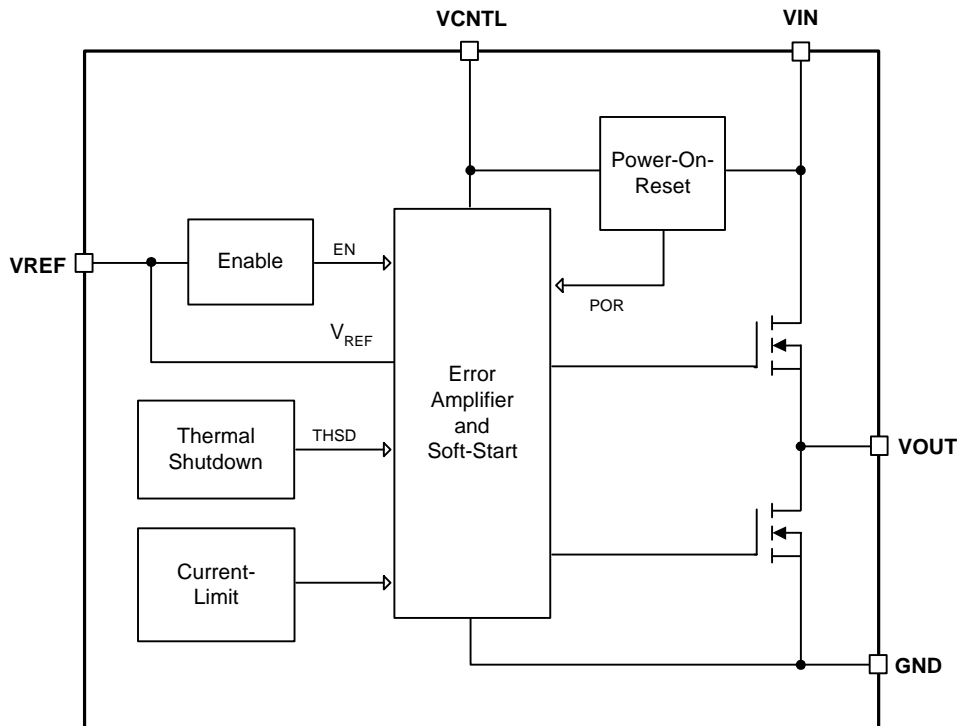 VCNTL
VIN
Power-On-
Reset
VREF
Enable
EN
POR
VREF
Error
Amplifier
and
Soft-Start
Thermal
Shutdown
THSD
VOUT
Current-
Limit
GND